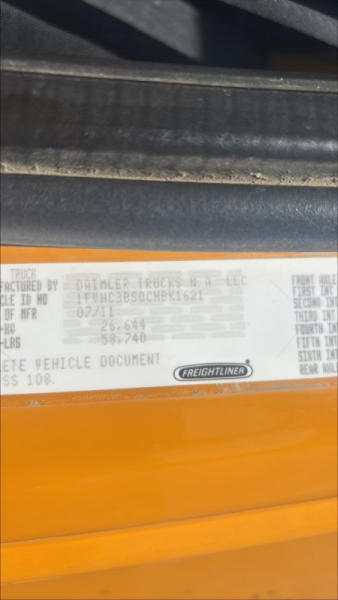 TRUCK
FACTURED BY DAIMLER TRUCKS N.A. LLC
CLE ID NO 1FVHC3BS0CHBK1621
OF MFR 07/11
-KG 26,644
-LBS 58,740
ETE VEHICLE DOCUMENT
SS 108.
FREIGHTLINER
FRONT AXLE
FIRST INT
SECOND INT
THIRD INT
FOURTH INT
FIFTH INT
SIXTH INT
REAR AXLE